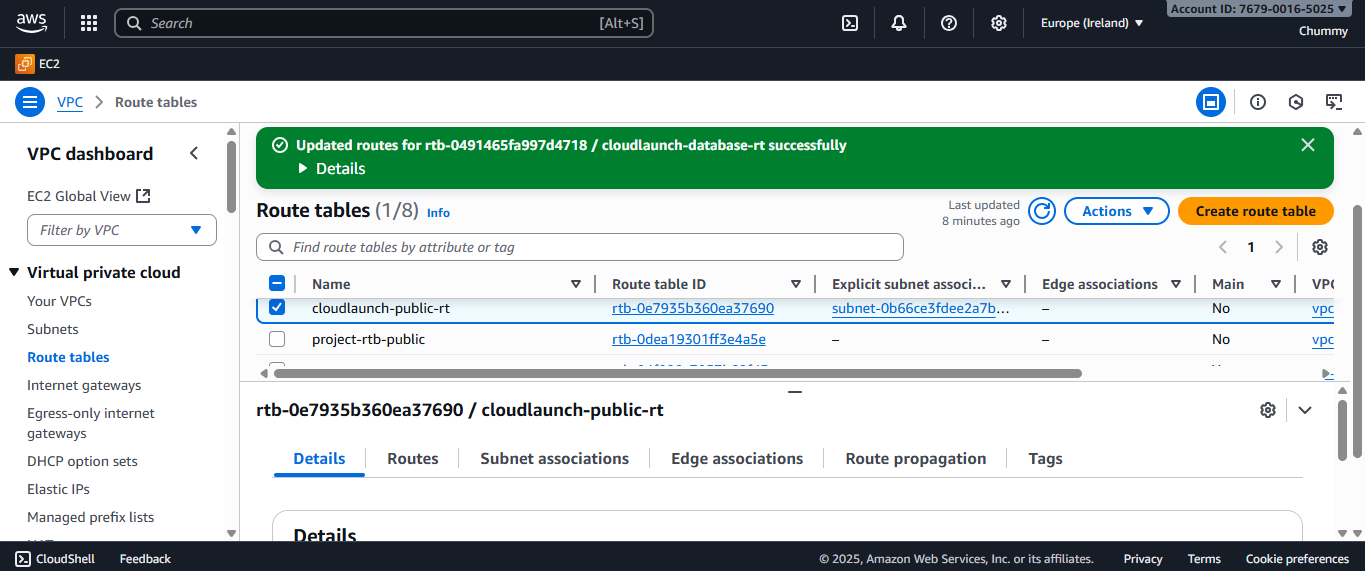 aws
Search [Alt+S]
Europe (Ireland)
Account ID: 7679-0016-5025
Chummy
EC2
VPC
Route tables
VPC dashboard
EC2 Global View
Filter by VPC
Virtual private cloud
Your VPCs
Subnets
Route tables
Internet gateways
Egress-only internet
gateways
DHCP option sets
Elastic IPs
Managed prefix lists
Updated routes for rtb-0491465fa997d4718 / cloudlaunch-database-rt successfully
Details
Route tables (1/8) Info
Last updated
8 minutes ago
Actions
Create route table
Find route tables by attribute or tag
1
Name Route table ID Explicit subnet associ... Edge associations Main VPC
cloudlaunch-public-rt rtb-0e7935b360ea37690 subnet-0b66ce3fdee2a7b... – No vpc
project-rtb-public rtb-0dea19301ff3e4a5e – – No vpc
rtb-0e7935b360ea37690 / cloudlaunch-public-rt
Details Routes Subnet associations Edge associations Route propagation Tags
Details
CloudShell Feedback © 2025, Amazon Web Services, Inc. or its affiliates. Privacy Terms Cookie preferences